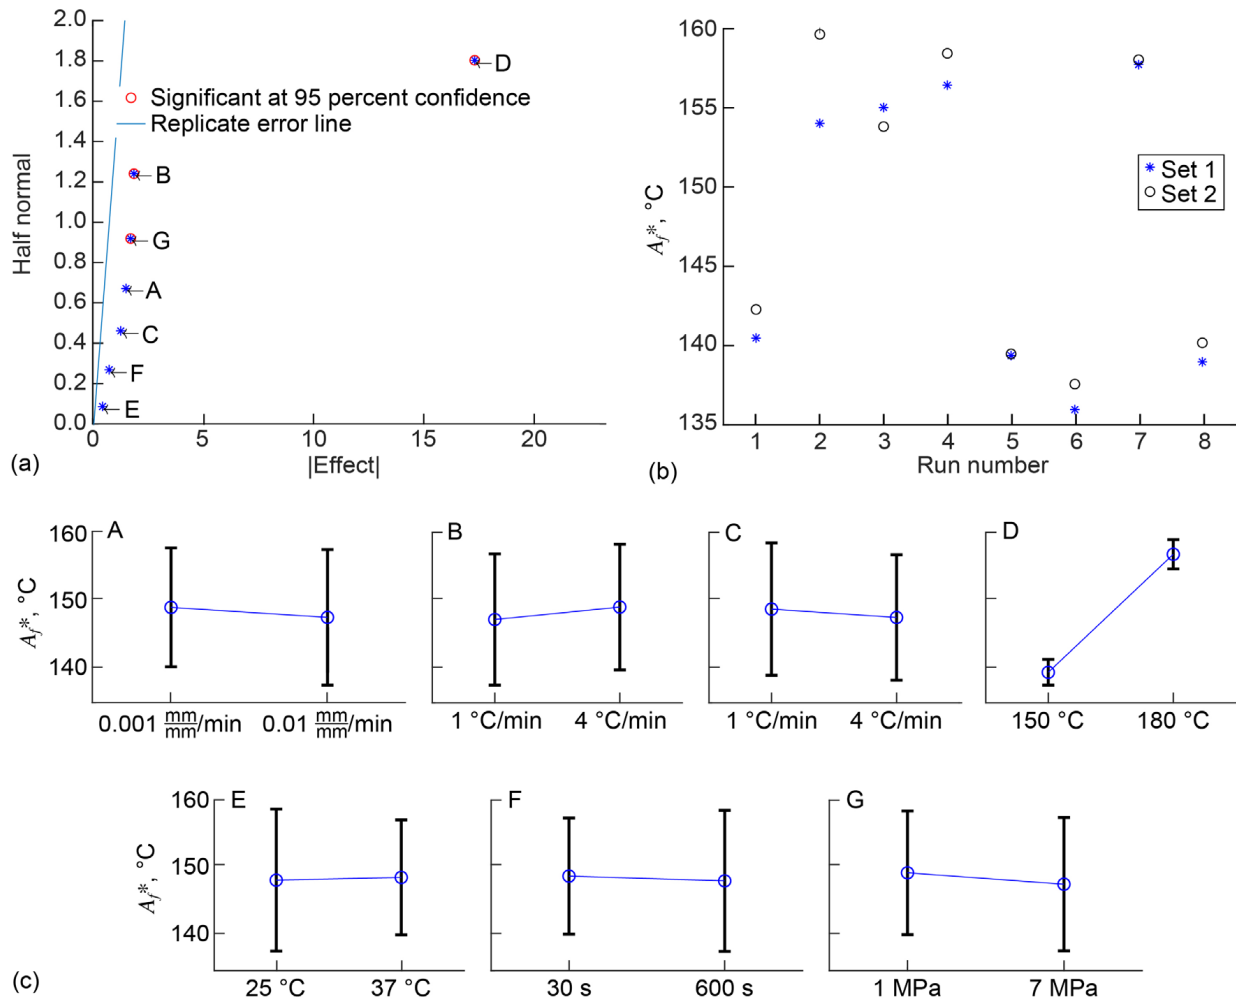 2.0
1.8
1.6
1.4
1.2
1.0
0.8
0.6
0.4
0.2
0.0
Half normal
D
Significant at 95 percent confidence
Replicate error line
B
G
A
C
F
E
0 5 10 15 20
|Effect|
(a)
160
155
150
145
140
135
A_f*, °C
Set 1
Set 2
1 2 3 4 5 6 7 8
Run number
(b)
A B C D
160
150
140
A_f*, °C
0.001 mm/mm/min 0.01 mm/mm/min
1 °C/min 4 °C/min
1 °C/min 4 °C/min
150 °C 180 °C
E F G
160
150
140
A_f*, °C
25 °C 37 °C
30 s 600 s
1 MPa 7 MPa
(c)